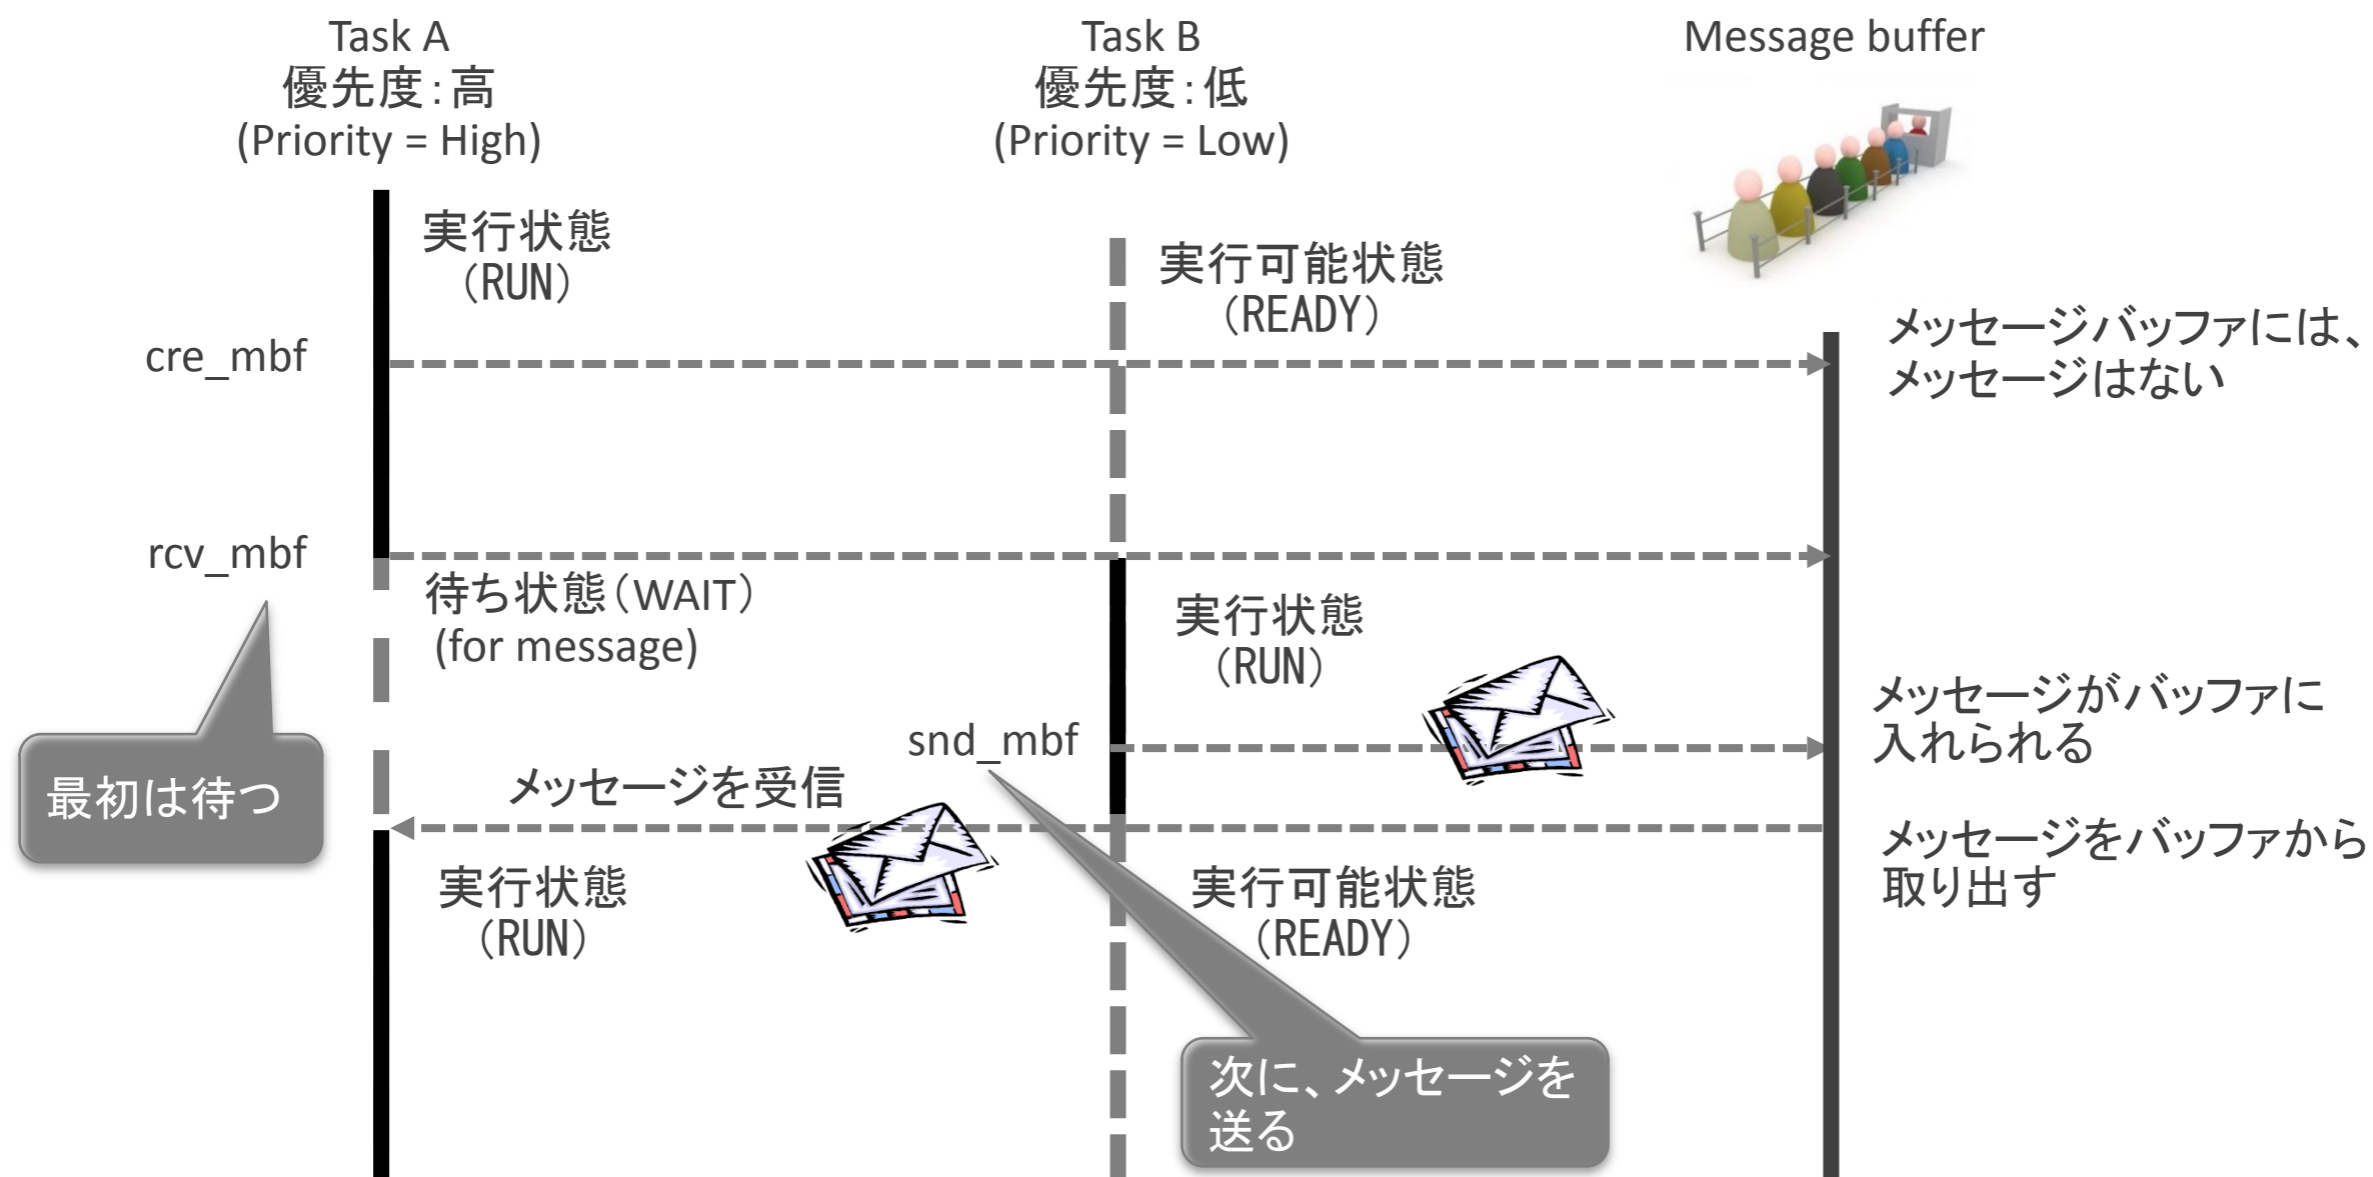 Task A
優先度：高
(Priority = High)
Task B
優先度：低
(Priority = Low)
Message buffer
実行状態
（RUN）
実行可能状態
（READY）
cre_mbf
メッセージバッファには、
メッセージはない
rcv_mbf
待ち状態（WAIT）
(for message)
実行状態
（RUN）
最初は待つ
snd_mbf
メッセージがバッファに
入れられる
メッセージを受信
メッセージをバッファから
取り出す
実行状態
（RUN）
実行可能状態
（READY）
次に、メッセージを
送る